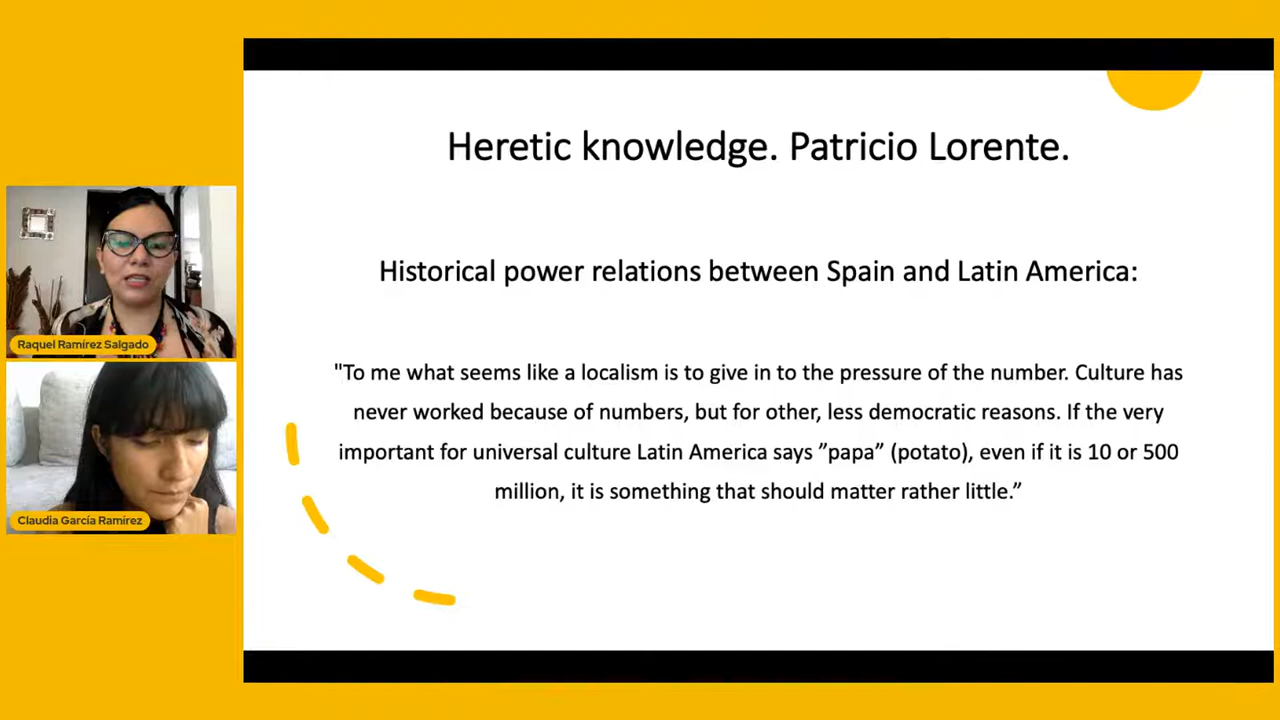 Heretic knowledge. Patricio Lorente.
Historical power relations between Spain and Latin America:
"To me what seems like a localism is to give in to the pressure of the number. Culture has
never worked because of numbers, but for other, less democratic reasons. If the very
important for universal culture Latin America says ”papa” (potato), even if it is 10 or 500
million, it is something that should matter rather little.”
Raquel Ramírez Salgado
Claudia García Ramírez